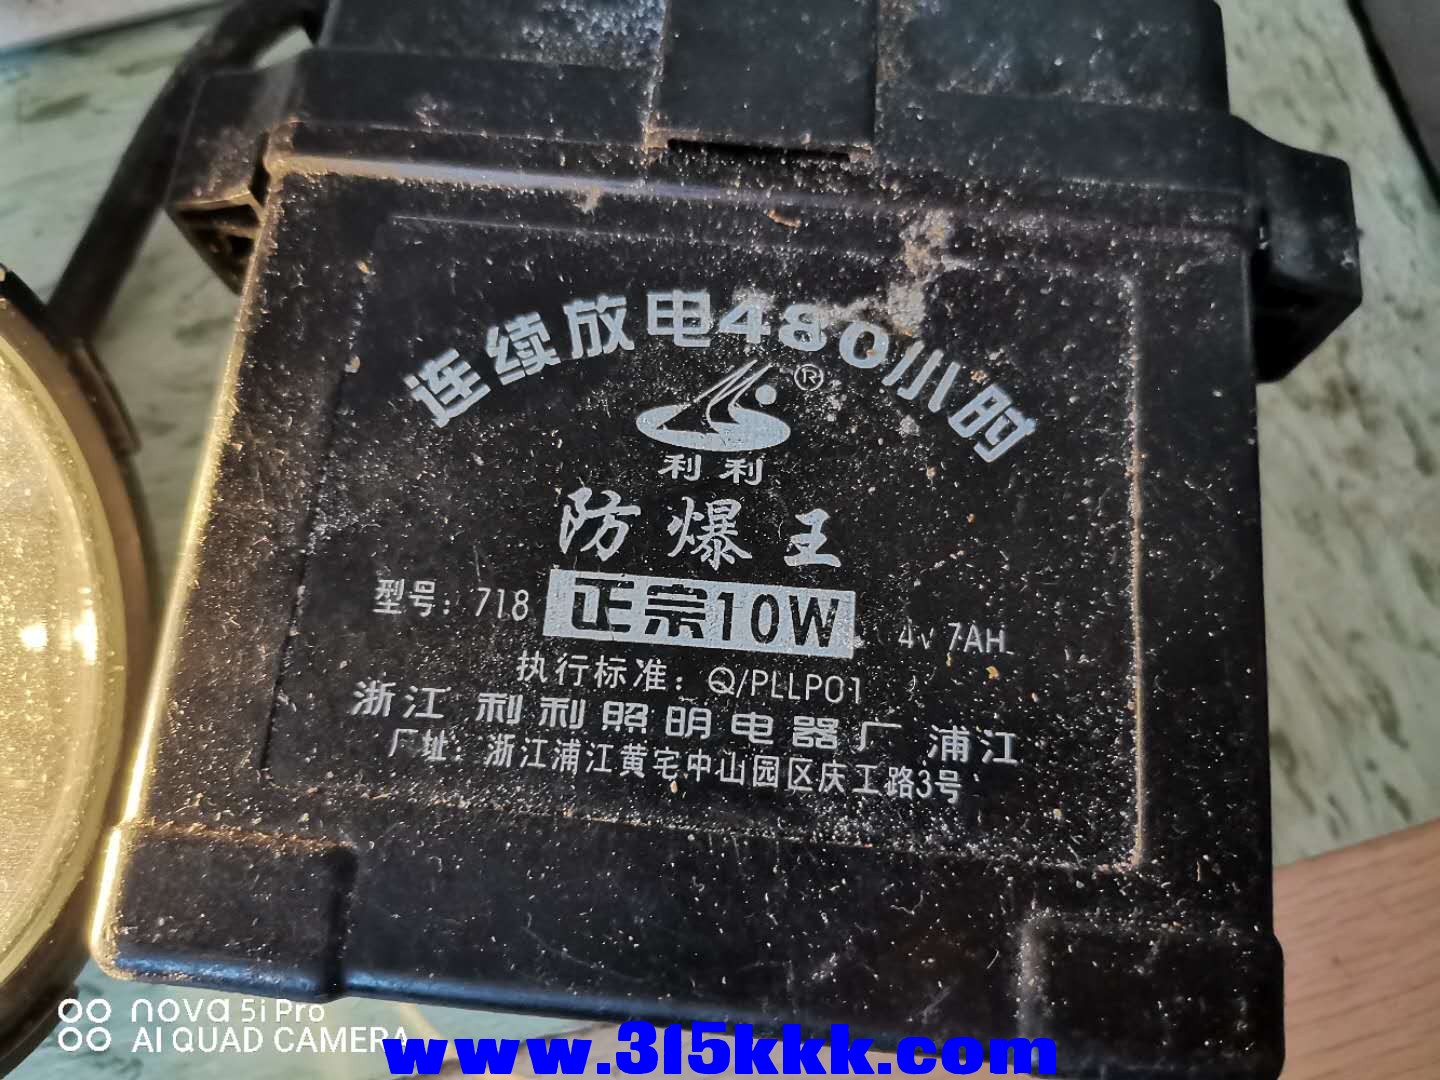 连续放电480小时
®
利利
防爆王
型号：718 正宗10W 4v 7AH
执行标准：Q/PLLP01
浙江 利利照明电器厂 浦江
厂址：浙江浦江黄宅中山园区庆工路3号
nova 5i Pro
AI QUAD CAMERA
www.315kkk.com